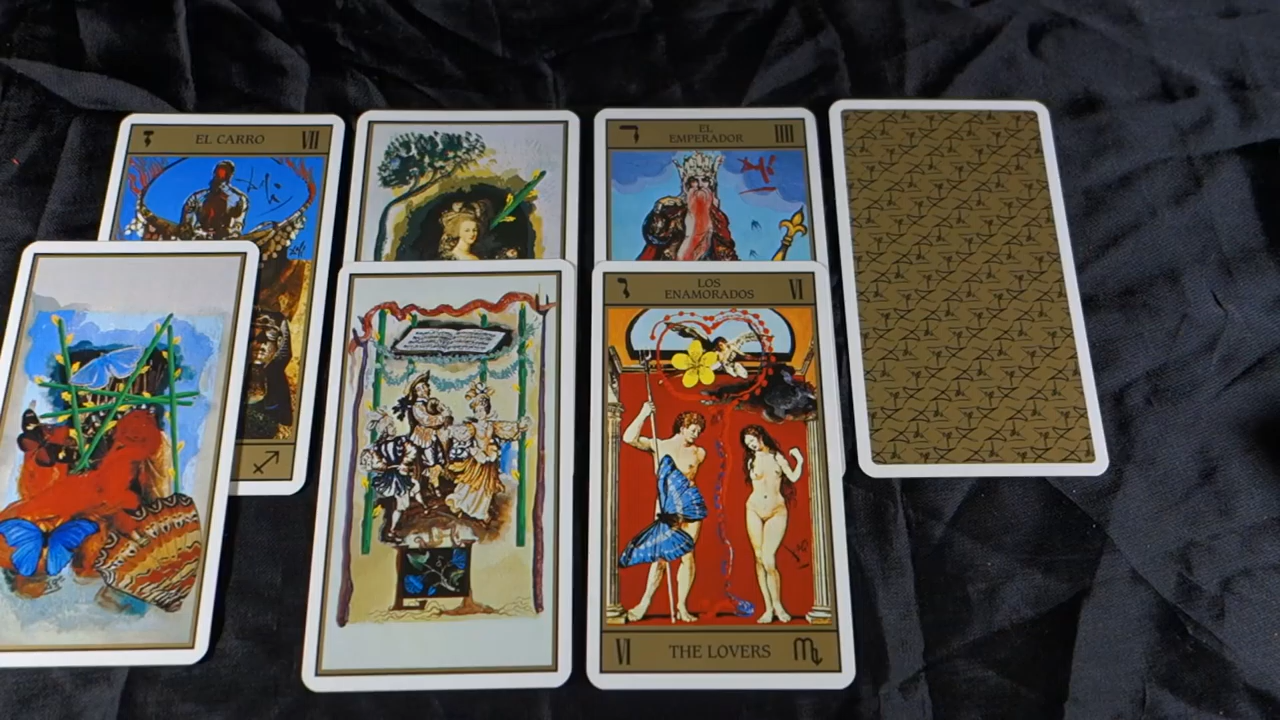 EL CARRO VII
EL
EMPERADOR IIII
LOS
ENAMORADOS VI
VI THE LOVERS